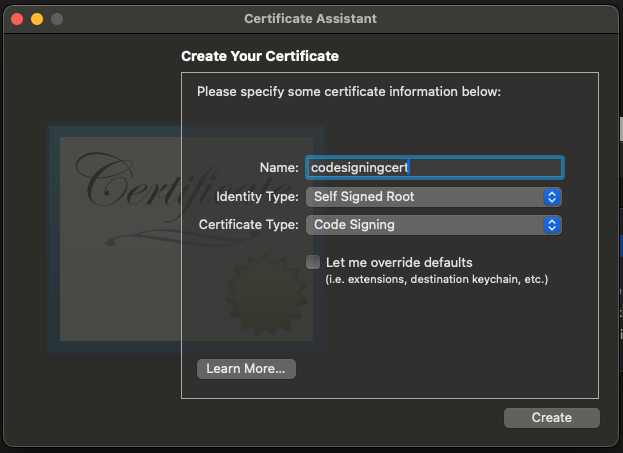 Certificate Assistant
Create Your Certificate
Please specify some certificate information below:
Certificate
Name: codesigningcert
Identity Type: Self Signed Root
Certificate Type: Code Signing
Let me override defaults
(i.e. extensions, destination keychain, etc.)
Learn More...
Create